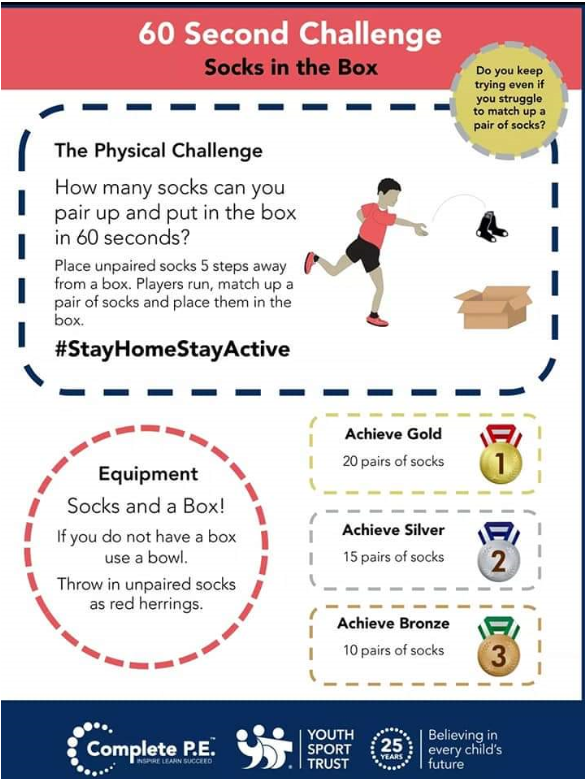 60 Second Challenge
Socks in the Box
Do you keep
trying even if
you struggle
to match up a
pair of socks?
The Physical Challenge
How many socks can you
pair up and put in the box
in 60 seconds?
Place unpaired socks 5 steps away
from a box. Players run, match up a
pair of socks and place them in the
box.
#StayHomeStayActive
Equipment
Socks and a Box!
If you do not have a box
use a bowl.
Throw in unpaired socks
as red herrings.
Achieve Gold
20 pairs of socks
1
Achieve Silver
15 pairs of socks
2
Achieve Bronze
10 pairs of socks
3
Complete P.E.™
INSPIRE LEARN SUCCEED
YOUTH
SPORT
TRUST
25
YEARS
Believing in
every child's
future